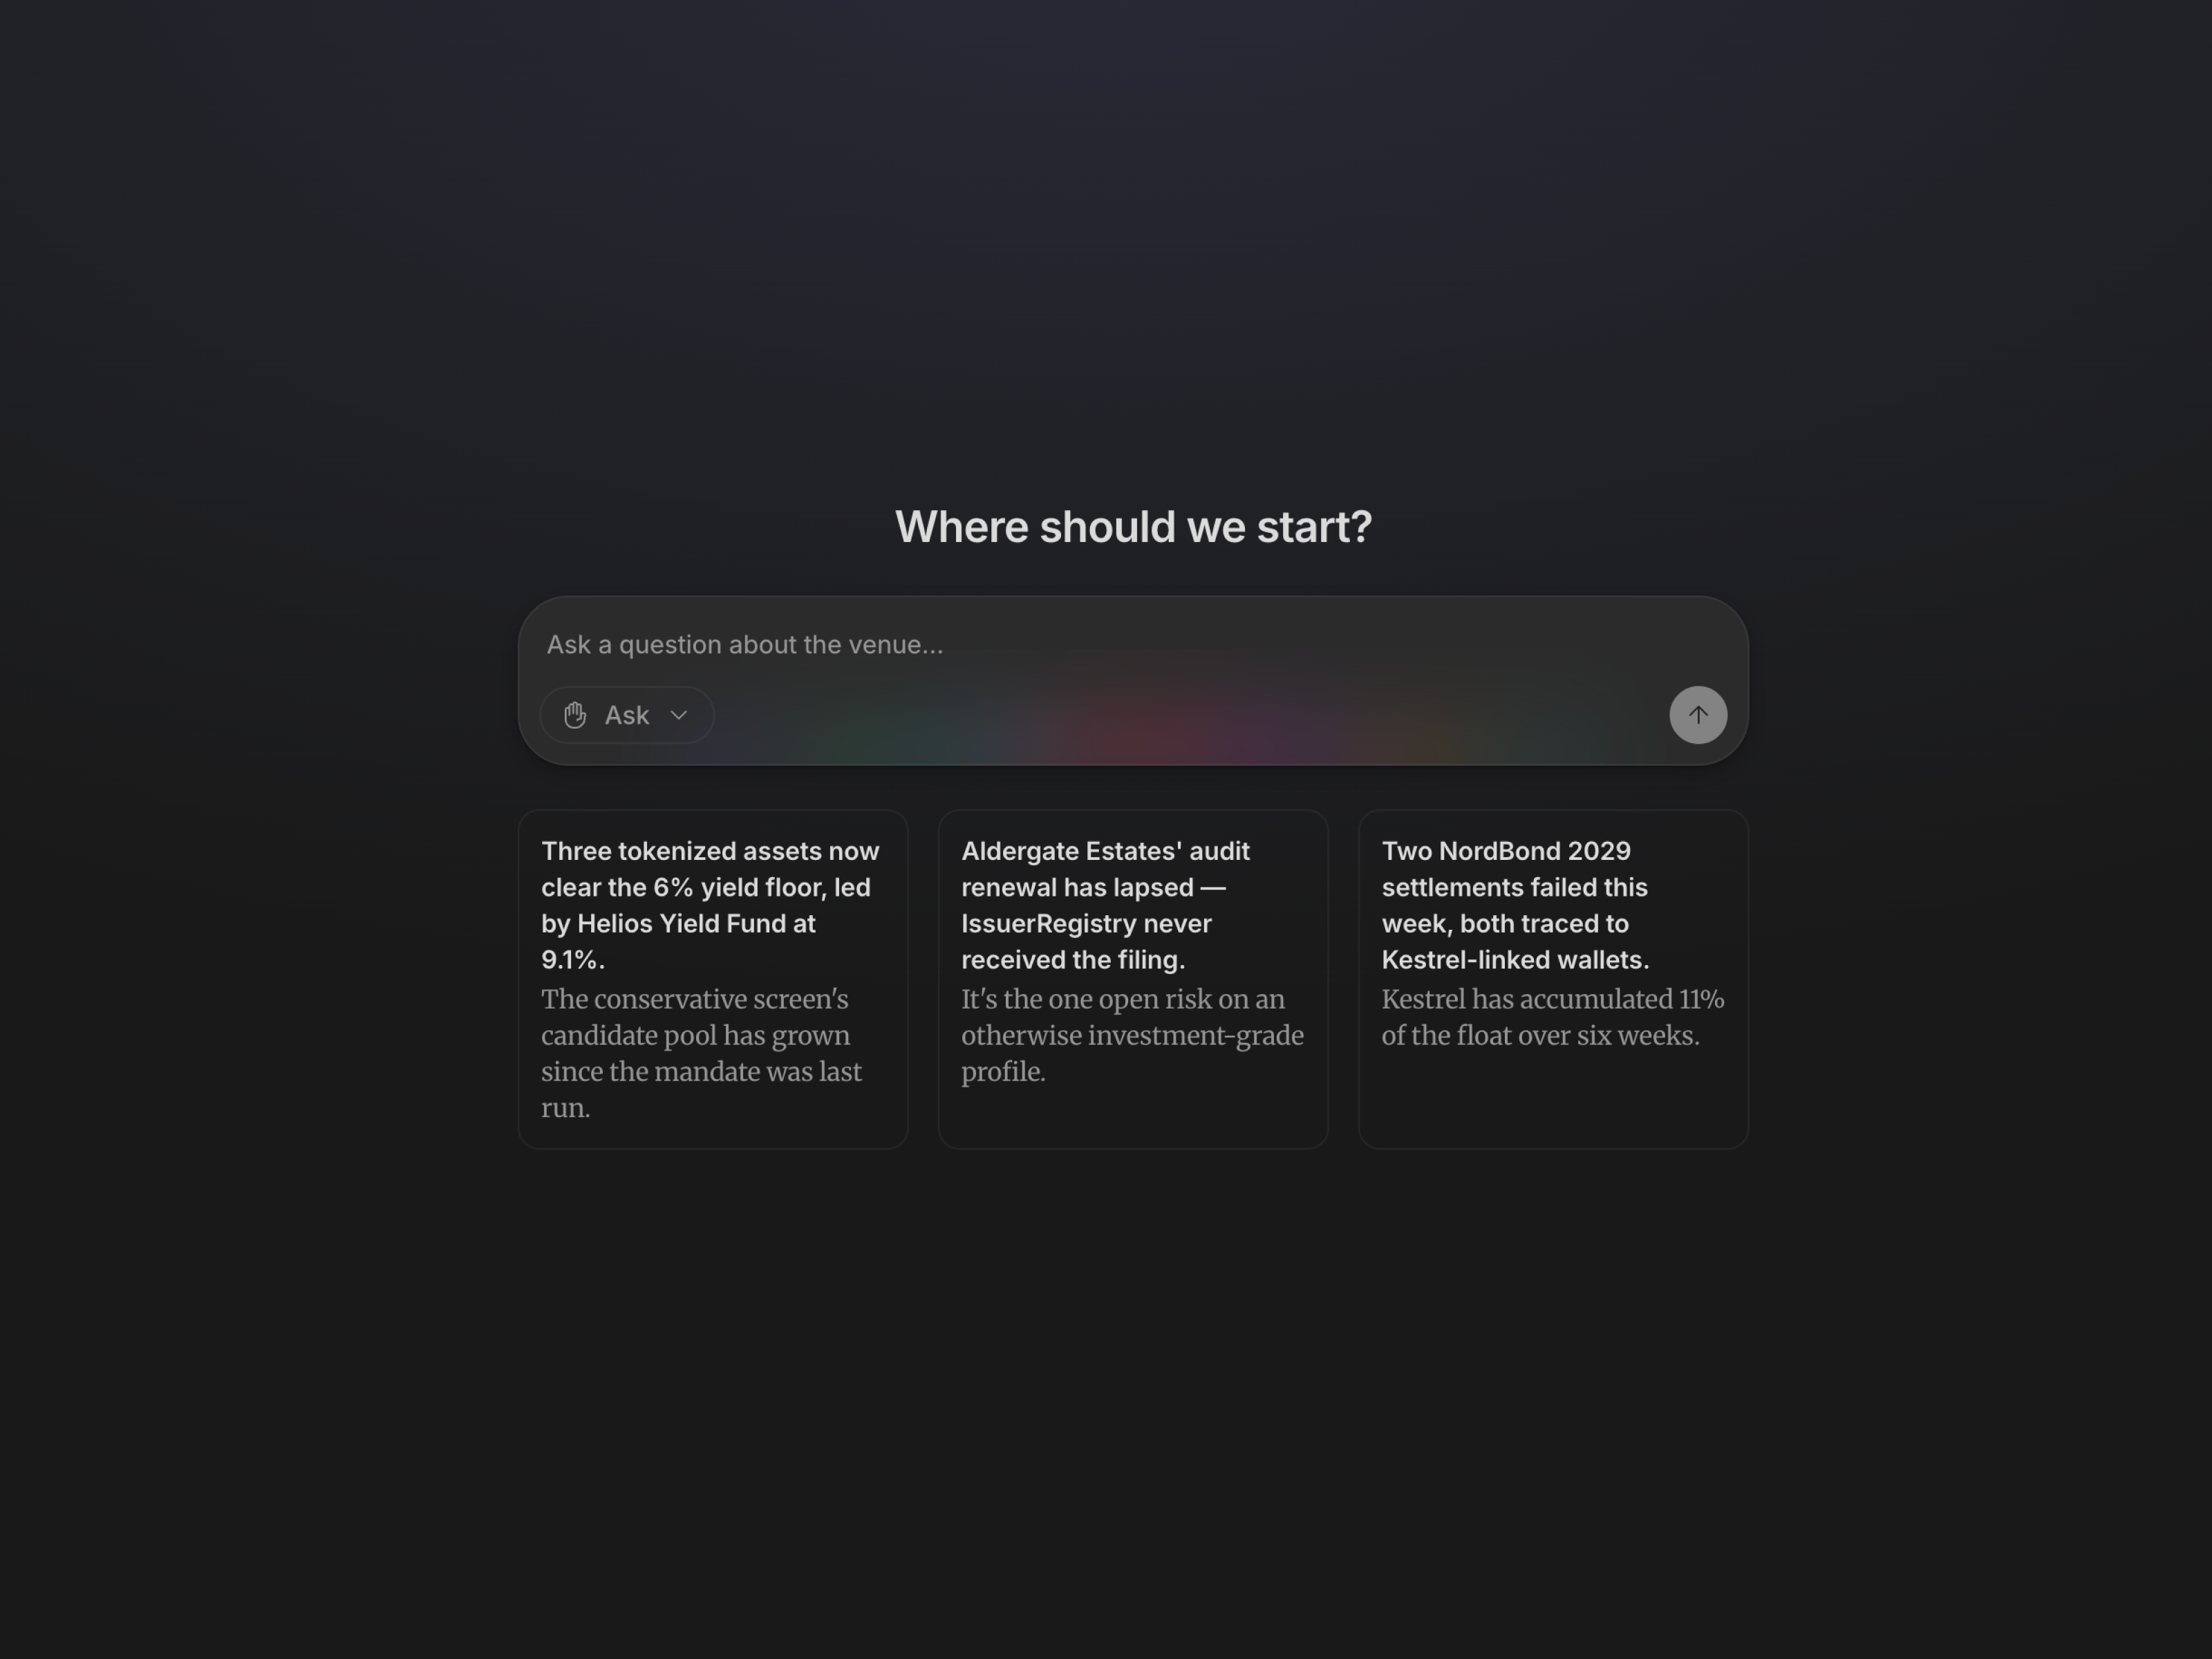 Where should we start?
Ask a question about the venue...
Ask
Three tokenized assets now
clear the 6% yield floor, led
by Helios Yield Fund at
9.1%.
The conservative screen's
candidate pool has grown
since the mandate was last
run.
Aldergate Estates' audit
renewal has lapsed —
IssuerRegistry never
received the filing.
It's the one open risk on an
otherwise investment-grade
profile.
Two NordBond 2029
settlements failed this
week, both traced to
Kestrel-linked wallets.
Kestrel has accumulated 11%
of the float over six weeks.